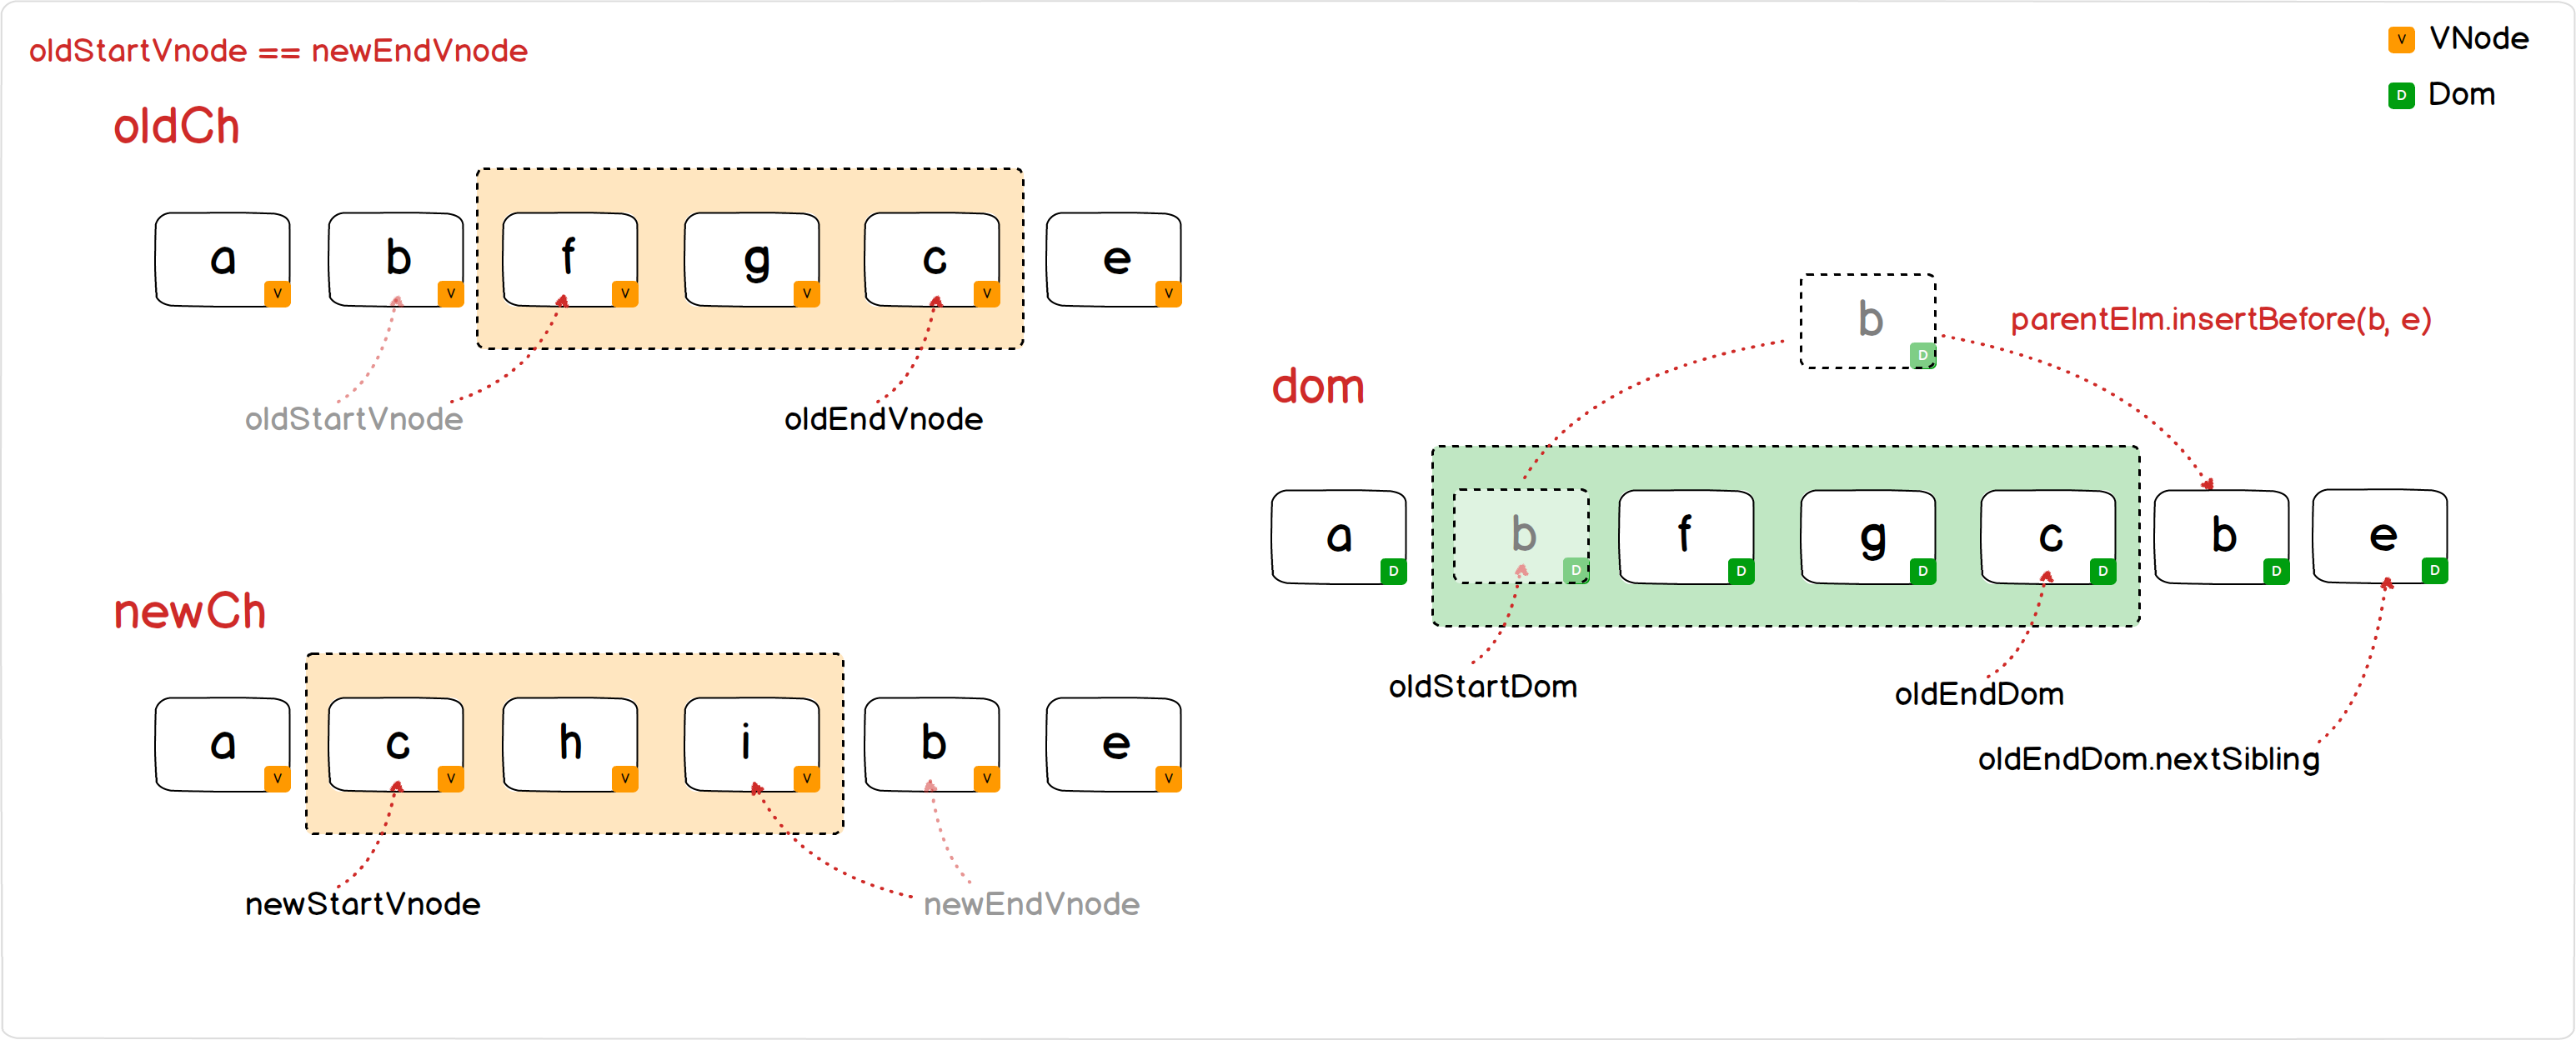 oldStartVnode == newEndVnode
V VNode
D Dom
oldCh
a V b V f V g V c V e V
oldStartVnode
oldEndVnode
newCh
a V c V h V i V b V e V
newStartVnode
newEndVnode
b D
parentElm.insertBefore(b, e)
dom
a D b D f D g D c D b D e D
oldStartDom
oldEndDom
oldEndDom.nextSibling